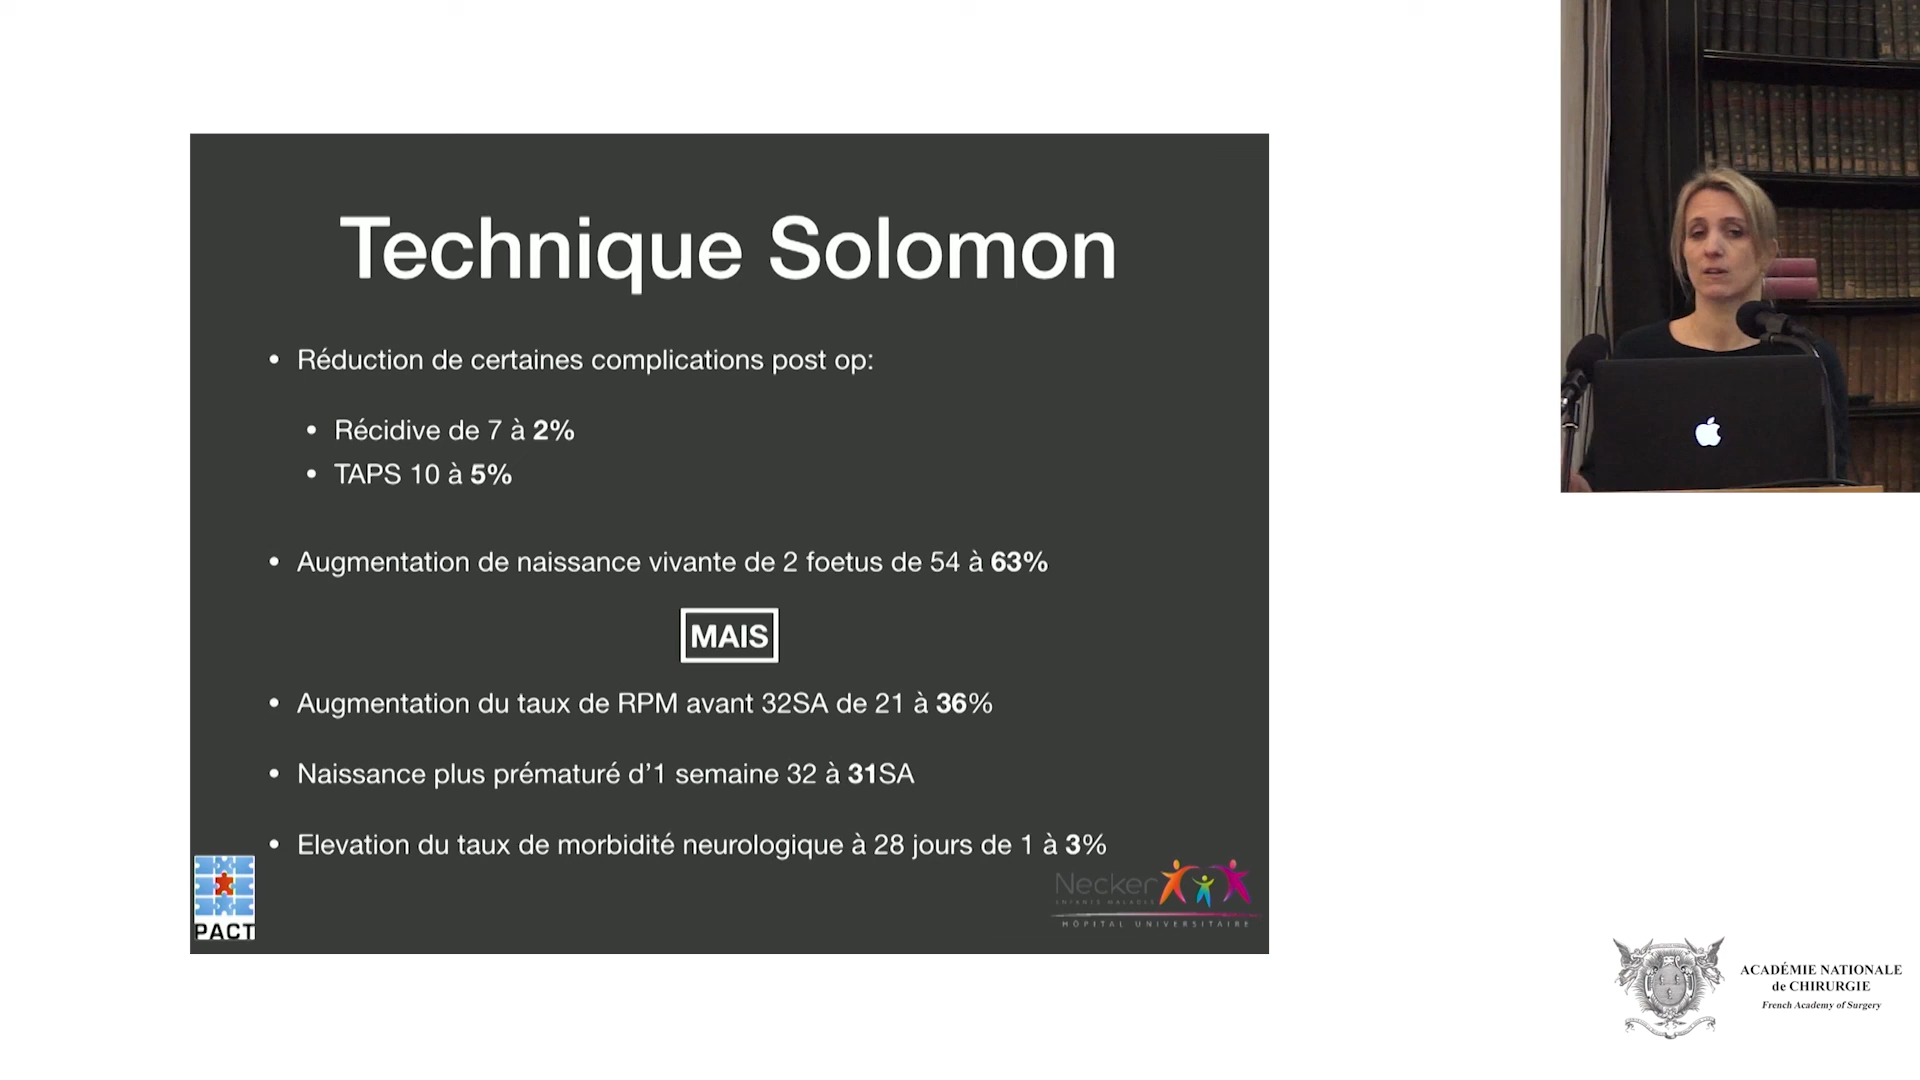 Technique Solomon
• Réduction de certaines complications post op:
• Récidive de 7 à 2%
• TAPS 10 à 5%
• Augmentation de naissance vivante de 2 foetus de 54 à 63%
MAIS
• Augmentation du taux de RPM avant 32SA de 21 à 36%
• Naissance plus prématuré d’1 semaine 32 à 31SA
• Elevation du taux de morbidité neurologique à 28 jours de 1 à 3%
PACT
Necker
ENFANTS MALADES
HÔPITAL UNIVERSITAIRE
ACADÉMIE NATIONALE
de CHIRURGIE
French Academy of Surgery